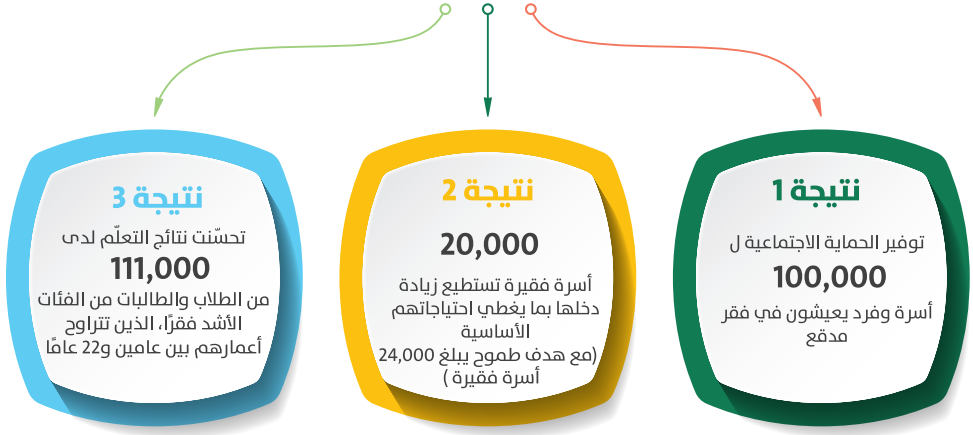 نتيجة 1
توفير الحماية الاجتماعية ل
100,000
أسرة وفرد يعيشون في فقر
مدقع
نتيجة 2
20,000
أسرة فقيرة تستطيع زيادة
دخلها بما يغطي احتياجاتهم
الأساسية
(مع هدف طموح يبلغ 24,000
أسرة فقيرة )
نتيجة 3
تحسّنت نتائج التعلّم لدى
111,000
من الطلاب والطالبات من الفئات
الأشد فقرًا، الذين تتراوح
أعمارهم بين عامين و22 عامًا